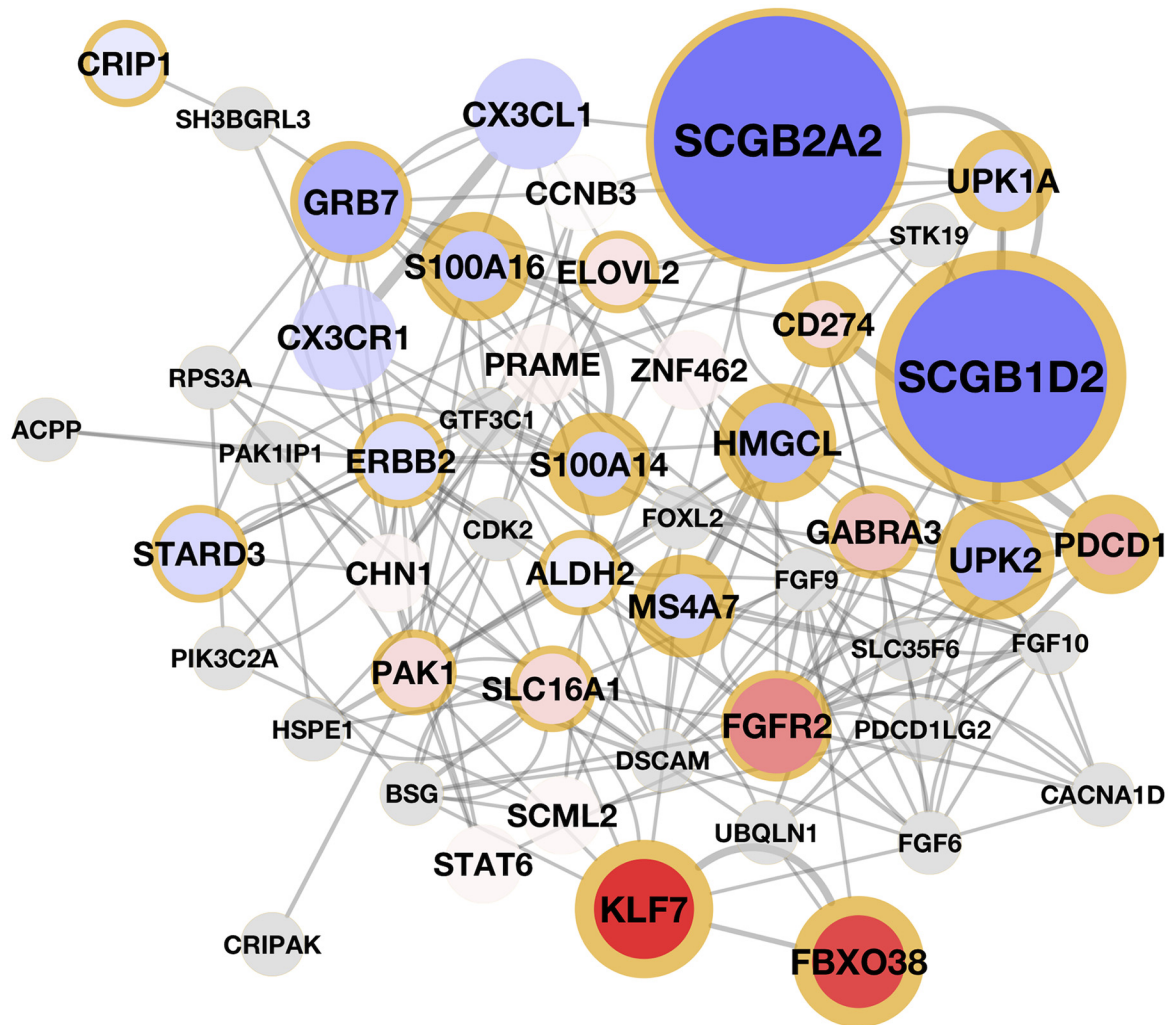 CRIP1
SH3BGRL3
CX3CL1
SCGB2A2
GRB7
CCNB3
UPK1A
STK19
S100A16
ELOVL2
CX3CR1
CD274
PRAME
ZNF462
RPS3A
SCGB1D2
ACPP
GTF3C1
PAK1IP1
ERBB2
S100A14
HMGCL
FOXL2
CDK2
GABRA3
STARD3
UPK2
PDCD1
CHN1
ALDH2
FGF9
MS4A7
PIK3C2A
SLC35F6
FGF10
PAK1
SLC16A1
HSPE1
FGFR2
PDCD1LG2
DSCAM
BSG
CACNA1D
SCML2
UBQLN1
FGF6
STAT6
KLF7
CRIPAK
FBXO38